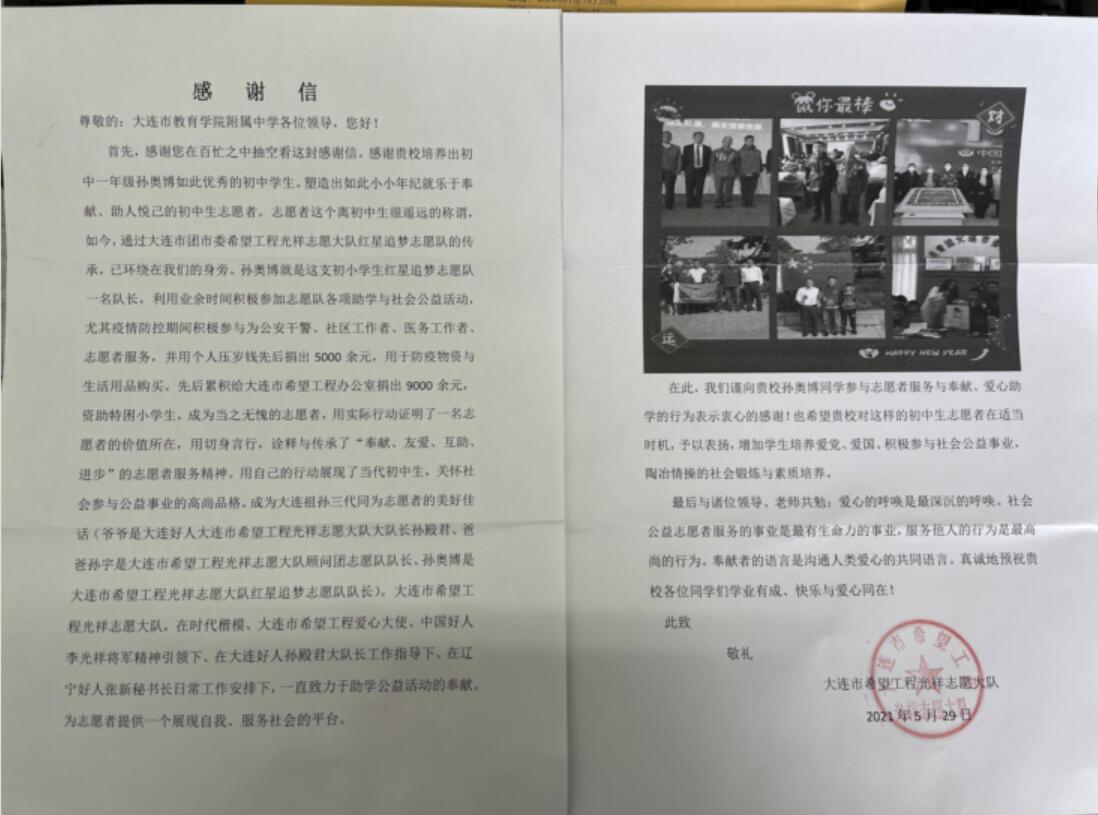 感 谢 信
尊敬的：大连市教育学院附属中学各位领导，您好！
首先，感谢您在百忙之中抽空看这封感谢信。感谢贵校培养出初
中一年级孙奥博如此优秀的初中学生。塑造出如此小小年纪就乐于奉
献、助人悦己的初中生志愿者。志愿者这个离初中生很遥远的称谓，
如今，通过大连市团市委希望工程光祥志愿大队红星追梦志愿队的传
承，已环绕在我们的身旁。孙奥博就是这支初小学生红星追梦志愿队
一名队长，利用业余时间积极参加志愿队各项助学与社会公益活动，
尤其疫情防控期间积极参与为公安干警、社区工作者、医务工作者、
志愿者服务，并用个人压岁钱先后捐出 5000 余元，用于防疫物资与
生活用品购买。先后累积给大连市希望工程办公室捐出 9000 余元，
资助特困小学生，成为当之无愧的志愿者，用实际行动证明了一名志
愿者的价值所在，用切身言行，诠释与传承了“奉献、友爱、互助、
进步”的志愿者服务精神。用自己的行动展现了当代初中生，关怀社
会参与公益事业的高尚品格。成为大连祖孙三代同为志愿者的美好佳
话（爷爷是大连好人大连市希望工程光祥志愿大队大队长孙殿君、爸
爸孙宇是大连市希望工程光祥志愿大队顾问团志愿队队长、孙奥博是
大连市希望工程光祥志愿大队红星追梦志愿队队长）。大连市希望工
程光祥志愿大队，在时代楷模、大连市希望工程爱心大使、中国好人
李光祥将军精神引领下、在大连好人孙殿君大队长工作指导下、在辽
宁好人张新秘书长日常工作安排下，一直致力于助学公益活动的奉献。
为志愿者提供一个展现自我、服务社会的平台。
你最棒
对
中国
运
HAPPY NEW YEAR
在此，我们谨向贵校孙奥博同学参与志愿者服务与奉献、爱心助
学的行为表示衷心的感谢！也希望贵校对这样的初中生志愿者在适当
时机，予以表扬，增加学生培养爱党、爱国、积极参与社会公益事业，
陶冶情操的社会锻炼与素质培养。
最后与诸位领导、老师共勉：爱心的呼唤是最深沉的呼唤。社会
公益志愿者服务的事业是最有生命力的事业，服务他人的行为是最高
尚的行为。奉献者的语言是沟通人类爱心的共同语言。真诚地预祝贵
校各位同学们学业有成、快乐与爱心同在！
此致
敬礼
大连市希望工程光祥志愿大队
2021 年 5 月 29 日
连市希望工